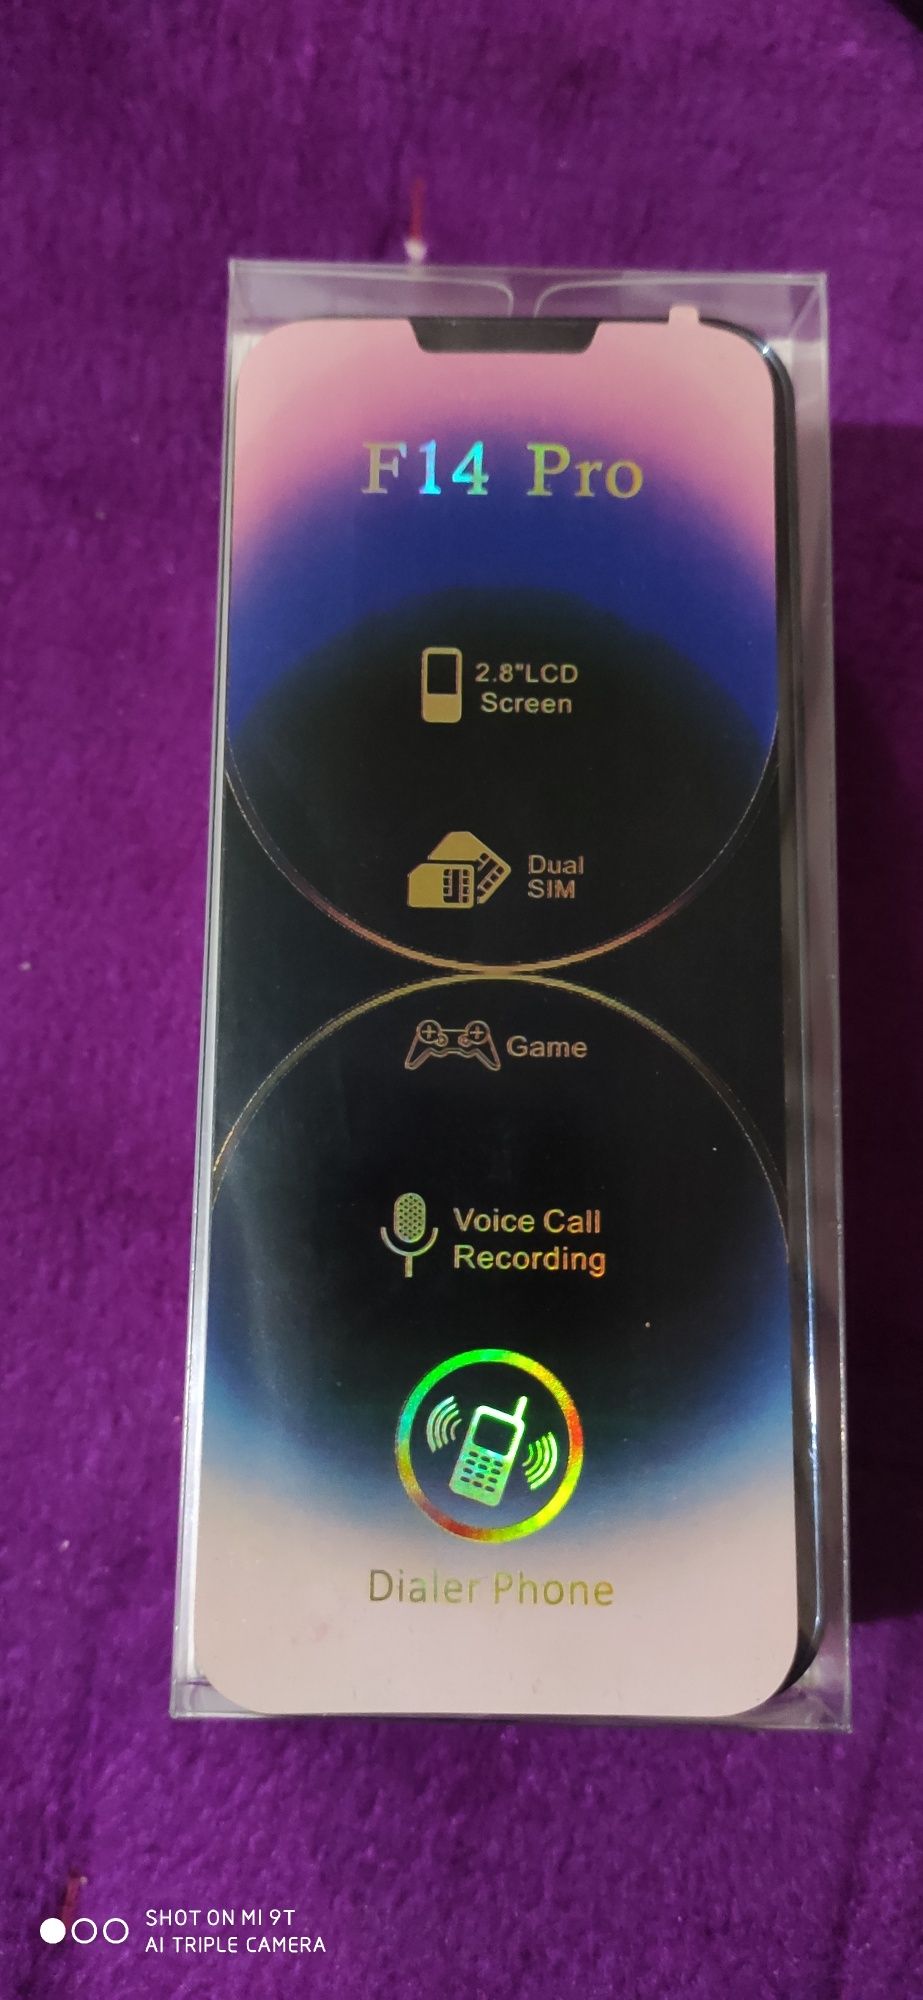 F14 Pro
2.8"LCD
Screen
Dual
SIM
Game
Voice Call
Recording
Dialer Phone
SHOT ON MI 9T
AI TRIPLE CAMERA